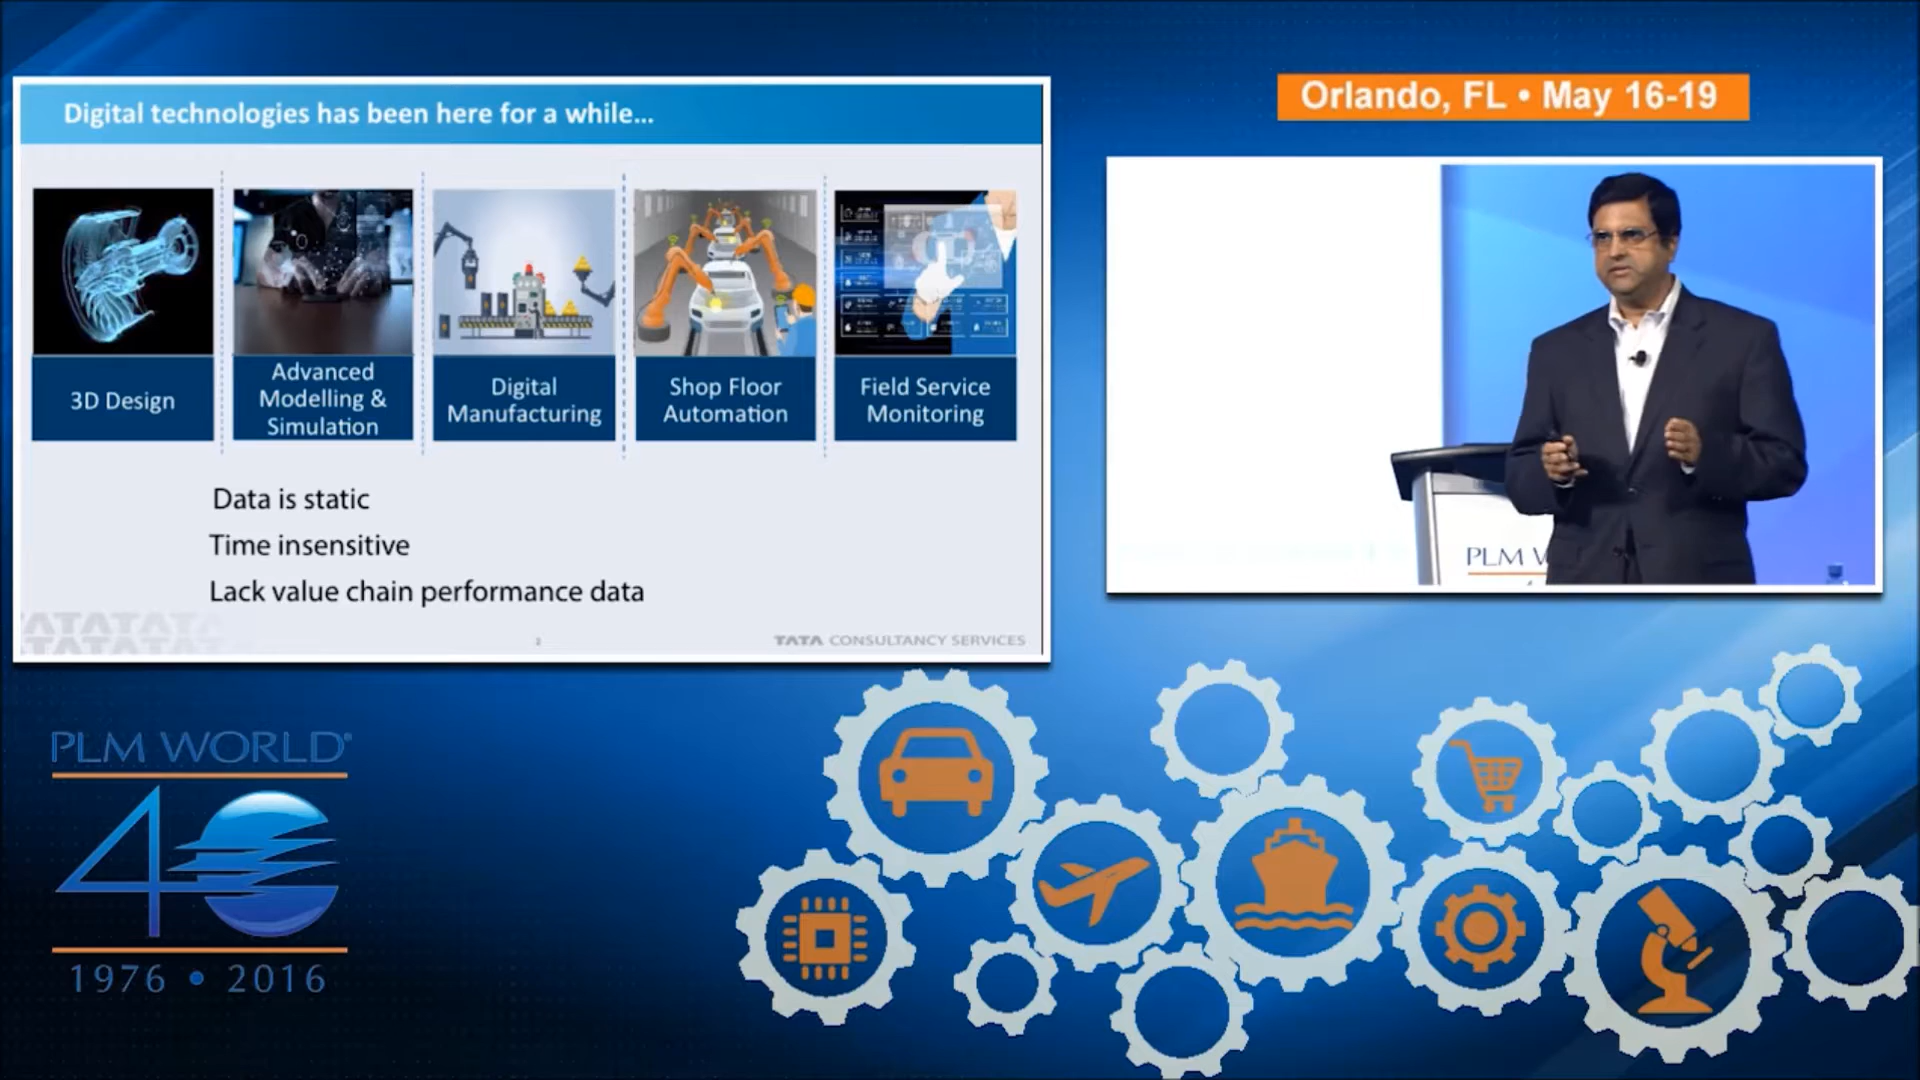 Digital technologies has been here for a while...
3D Design
Advanced
Modelling &
Simulation
Digital
Manufacturing
Shop Floor
Automation
Field Service
Monitoring
Data is static
Time insensitive
Lack value chain performance data
TATA CONSULTANCY SERVICES
Orlando, FL • May 16-19
PLM
PLM WORLD
40
1976 • 2016